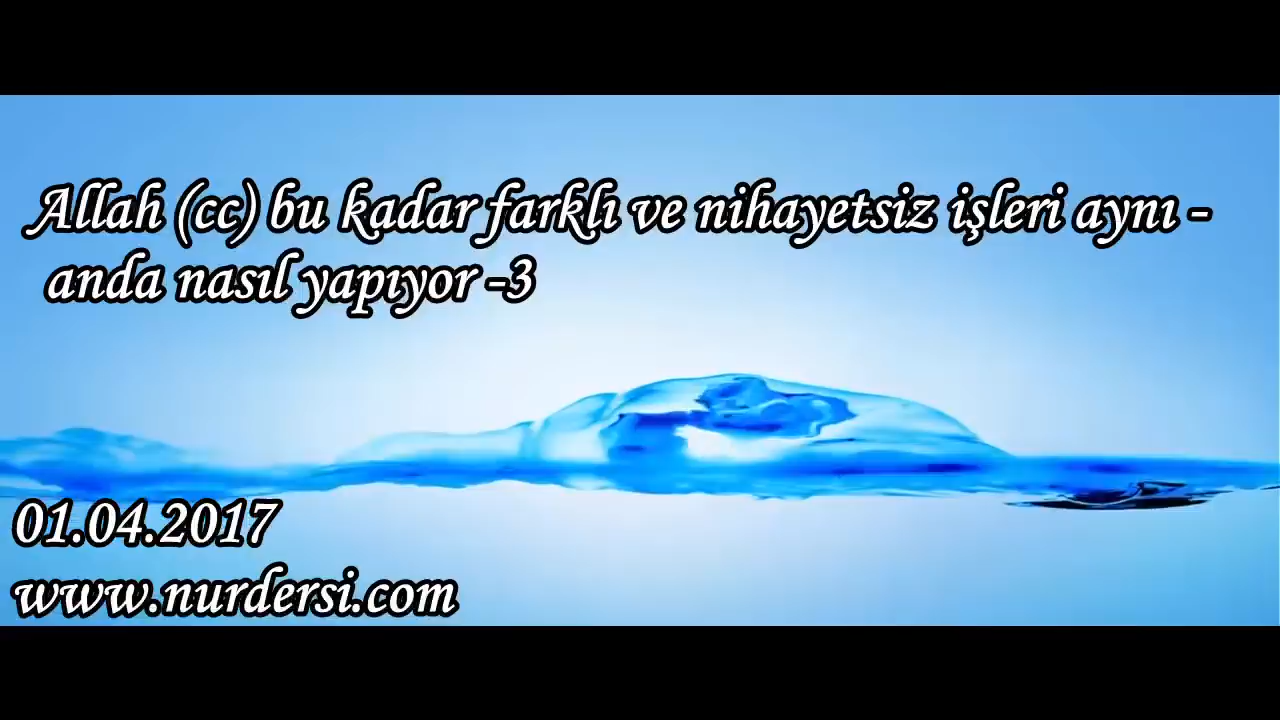 Allah (cc) bu kadar farklı ve nihayetsiz işleri aynı -
anda nasıl yapıyor -3
01.04.2017
www.nurdersi.com